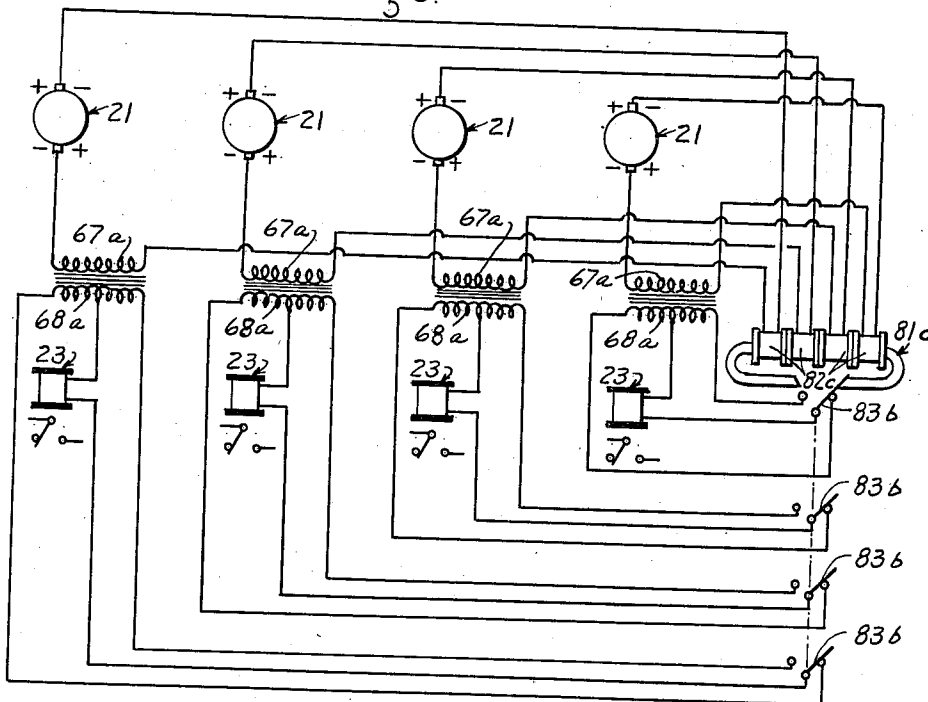 + - 21
+ - 21
+ - 21
+ - 21
- +
- +
- +
- +
67a
67a
67a
67a
68a
68a
68a
68a
81c
82c
23
23
23
23
83b
83b
83b
83b